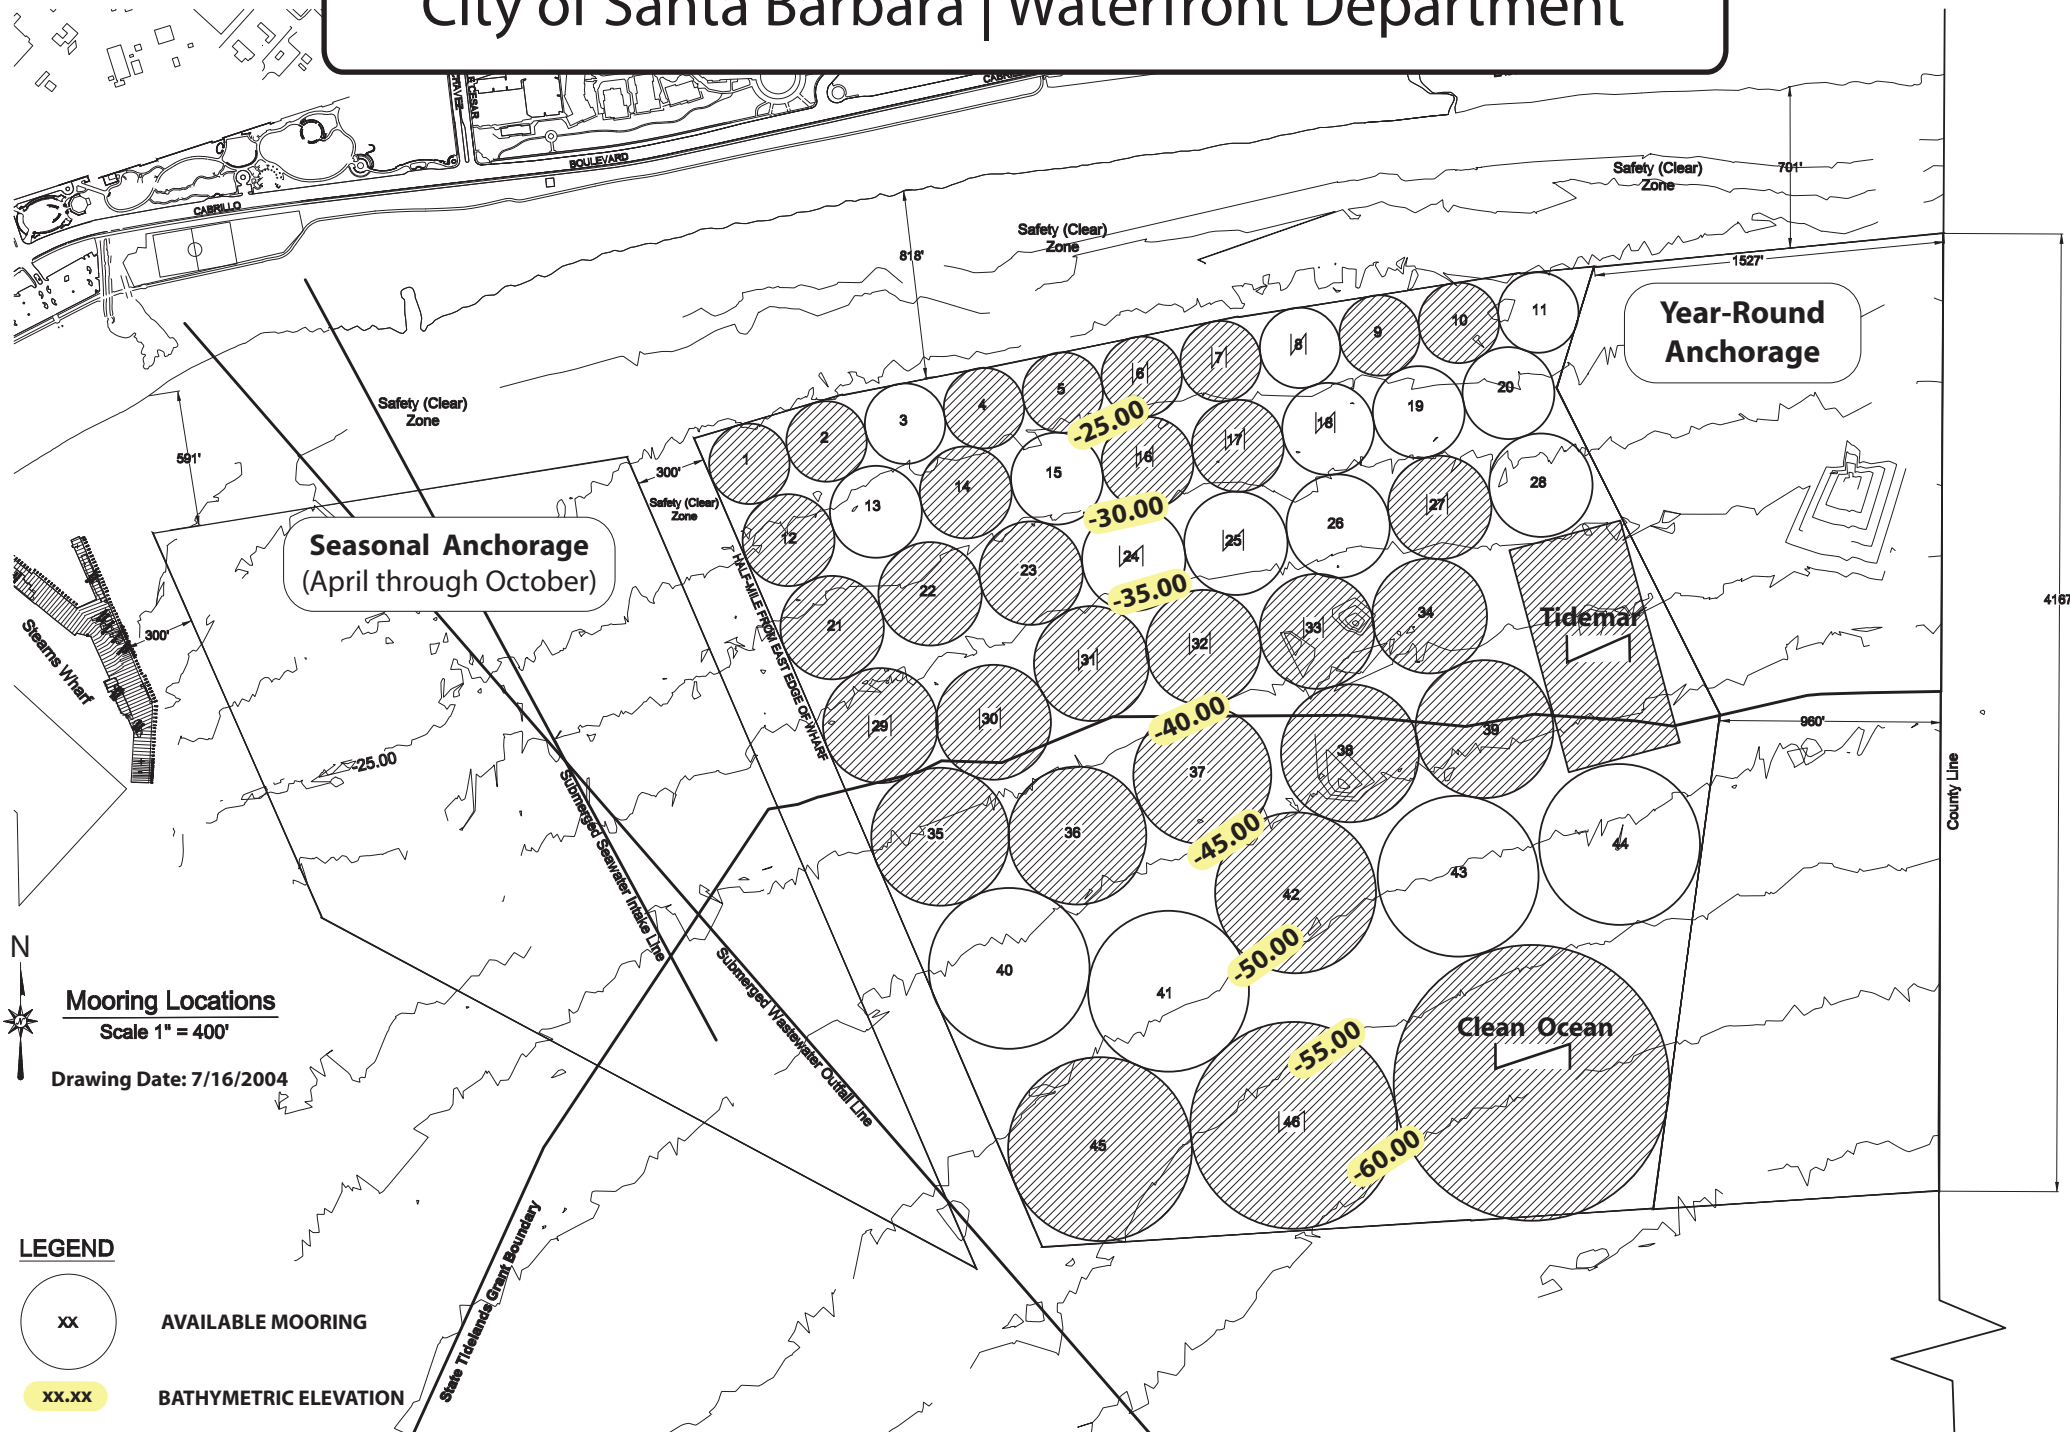 City of Santa Barbara | Waterfront Department
CABRILLO
BOULEVARD
Safety (Clear)
Zone
701'
Safety (Clear)
Zone
818'
1527'
Year-Round
Anchorage
Safety (Clear)
Zone
591'
300'
Safety (Clear)
Zone
Seasonal Anchorage
(April through October)
HALF-MILE FROM EAST EDGE OF WHARF
Stearns Wharf
300'
-25.00
1
2
3
4
5
6
7
8
9
10
11
12
13
14
15
16
17
18
19
20
21
22
23
24
25
26
27
28
29
30
31
32
33
34
35
36
37
38
39
40
41
42
43
44
45
46
-25.00
-30.00
-35.00
-40.00
-45.00
-50.00
-55.00
-60.00
Tidemar
Clean Ocean
4167
960'
County Line
Submerged Seawater Intake Line
Submerged Wastewater Outfall Line
State Tidelands Grant Boundary
N
Mooring Locations
Scale 1" = 400'
Drawing Date: 7/16/2004
LEGEND
xx
AVAILABLE MOORING
xx.xx
BATHYMETRIC ELEVATION